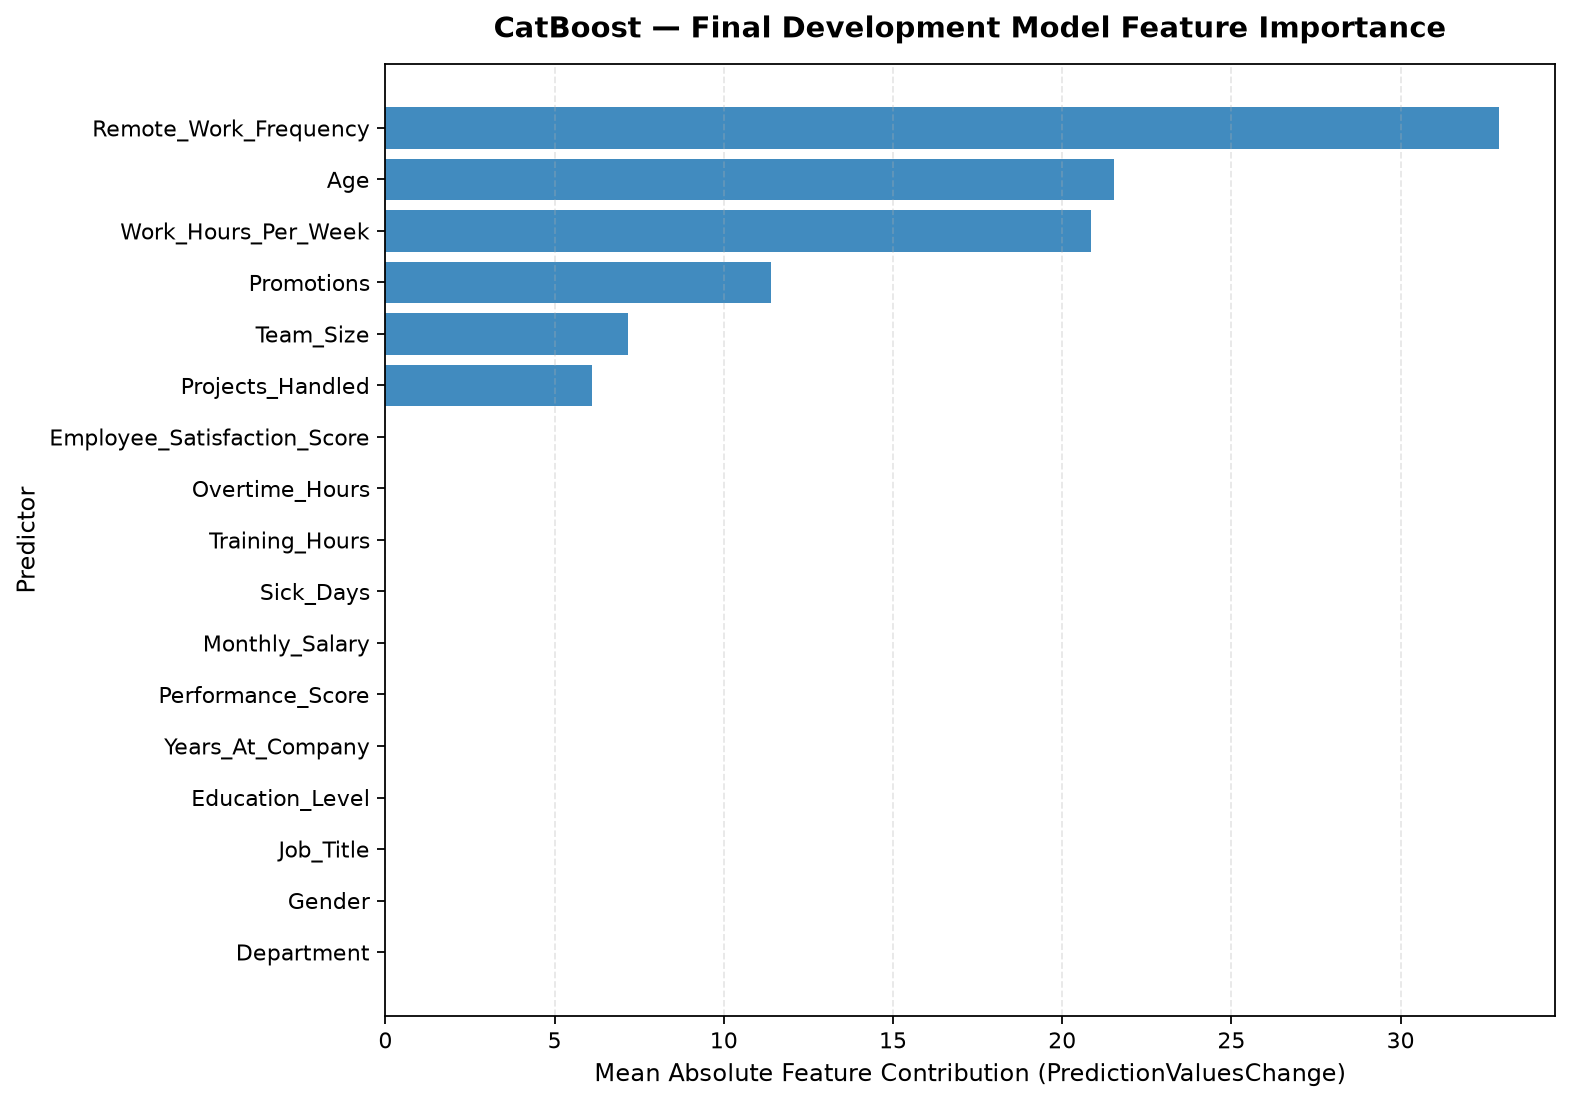 CatBoost — Final Development Model Feature Importance
Remote_Work_Frequency
Age
Work_Hours_Per_Week
Promotions
Team_Size
Projects_Handled
Employee_Satisfaction_Score
Overtime_Hours
Training_Hours
Sick_Days
Monthly_Salary
Performance_Score
Years_At_Company
Education_Level
Job_Title
Gender
Department
Predictor
0 5 10 15 20 25 30
Mean Absolute Feature Contribution (PredictionValuesChange)